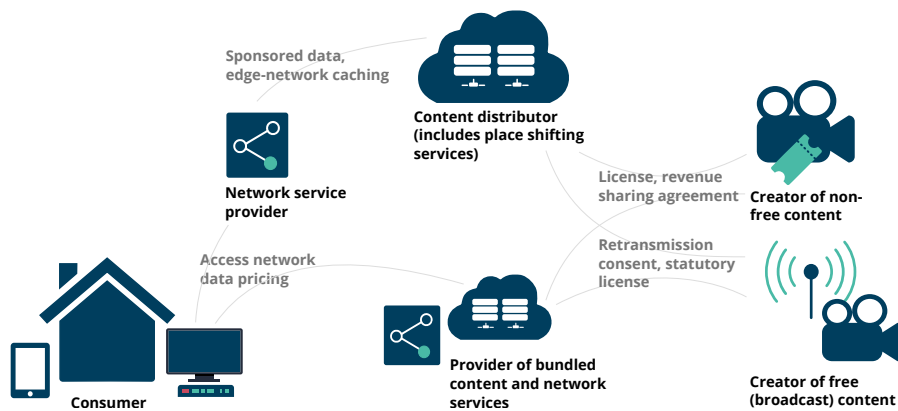 Sponsored data,
edge-network caching
Content distributor
(includes place shifting
services)
Network service
provider
License, revenue
sharing agreement
Creator of non-
free content
Access network
data pricing
Retransmission
consent, statutory
license
Provider of bundled
content and network
services
Creator of free
(broadcast) content
Consumer